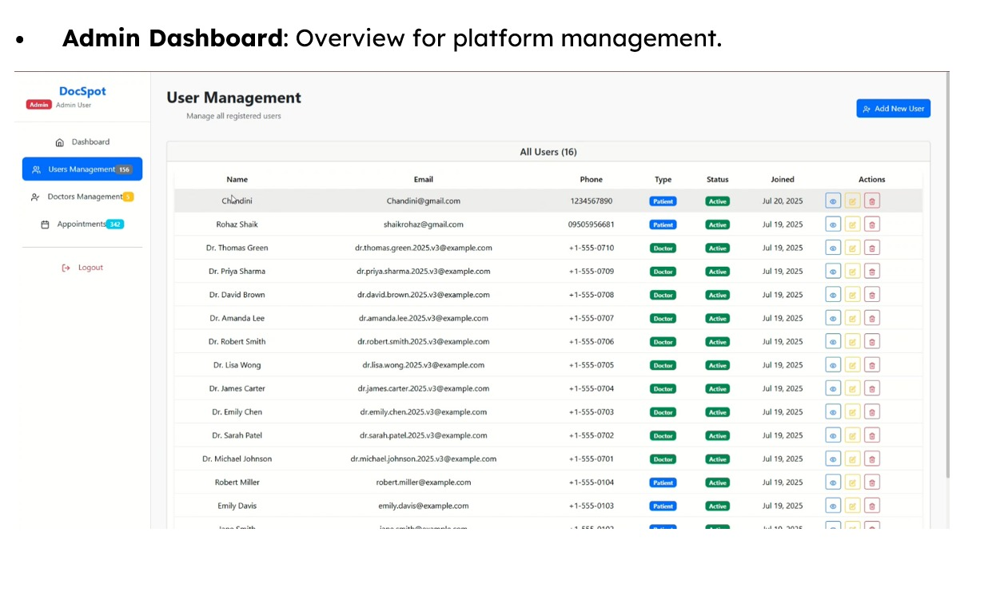 • Admin Dashboard: Overview for platform management.
DocSpot
Admin Admin User
Dashboard
Users Management 156
Doctors Management 5
Appointments 342
Logout
User Management
Manage all registered users
Add New User
All Users (16)
Name Email Phone Type Status Joined Actions
Chandini Chandini@gmail.com 1234567890 Patient Active Jul 20, 2025
Rohaz Shaik shaikrohaz@gmail.com 09505956681 Patient Active Jul 19, 2025
Dr. Thomas Green dr.thomas.green.2025.v3@example.com +1-555-0710 Doctor Active Jul 19, 2025
Dr. Priya Sharma dr.priya.sharma.2025.v3@example.com +1-555-0709 Doctor Active Jul 19, 2025
Dr. David Brown dr.david.brown.2025.v3@example.com +1-555-0708 Doctor Active Jul 19, 2025
Dr. Amanda Lee dr.amanda.lee.2025.v3@example.com +1-555-0707 Doctor Active Jul 19, 2025
Dr. Robert Smith dr.robert.smith.2025.v3@example.com +1-555-0706 Doctor Active Jul 19, 2025
Dr. Lisa Wong dr.lisa.wong.2025.v3@example.com +1-555-0705 Doctor Active Jul 19, 2025
Dr. James Carter dr.james.carter.2025.v3@example.com +1-555-0704 Doctor Active Jul 19, 2025
Dr. Emily Chen dr.emily.chen.2025.v3@example.com +1-555-0703 Doctor Active Jul 19, 2025
Dr. Sarah Patel dr.sarah.patel.2025.v3@example.com +1-555-0702 Doctor Active Jul 19, 2025
Dr. Michael Johnson dr.michael.johnson.2025.v3@example.com +1-555-0701 Doctor Active Jul 19, 2025
Robert Miller robert.miller@example.com +1-555-0104 Patient Active Jul 19, 2025
Emily Davis emily.davis@example.com +1-555-0103 Patient Active Jul 19, 2025
Jane Smith jane.smith@example.com +1-555-0102 Patient Active Jul 19, 2025